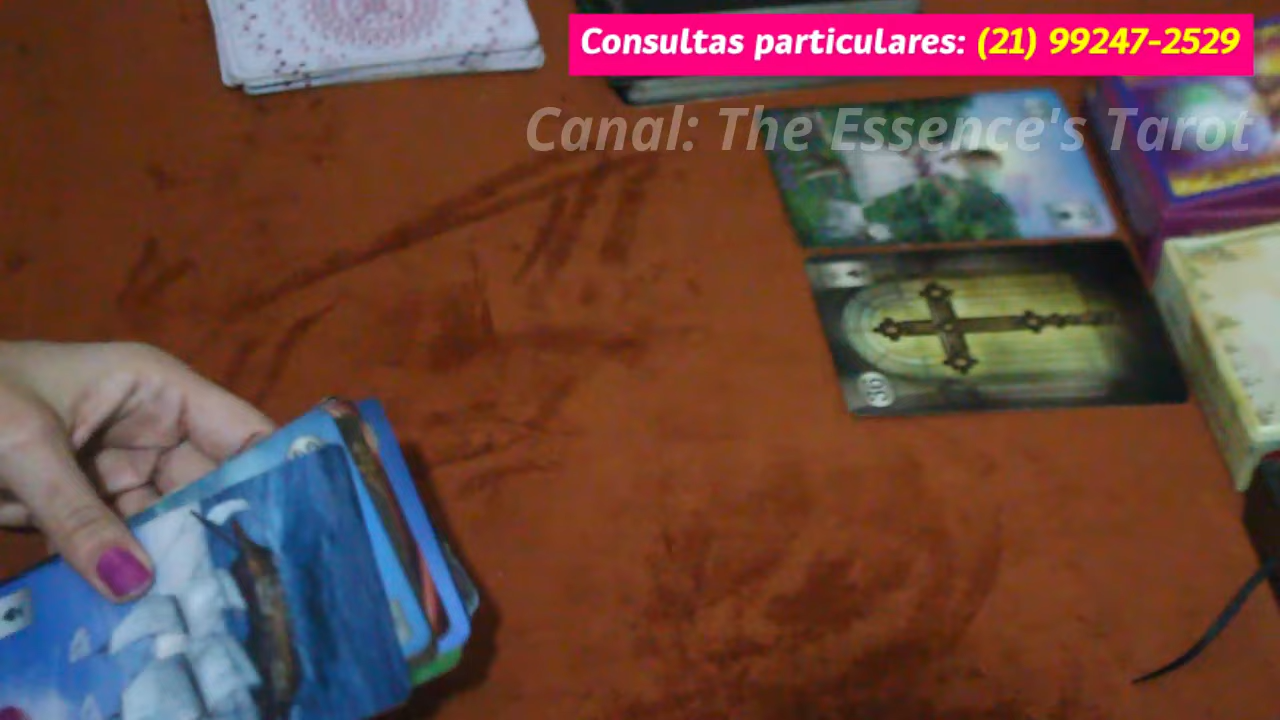 Consultas particulares: (21) 99247-2529
Canal: The Essence's Tarot